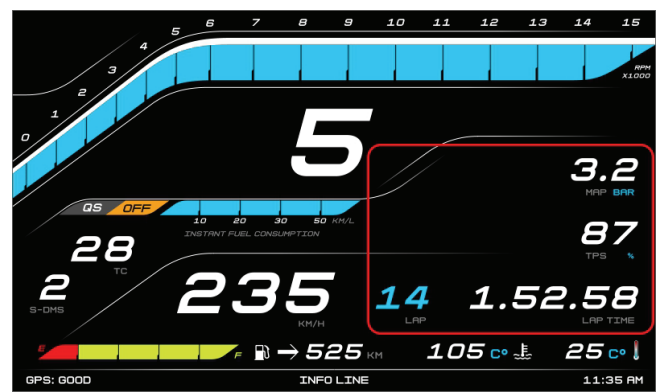 0 1 2 3 4 5 6 7 8 9 10 11 12 13 14 15
RPM
X1000
5
3.2
MAP BAR
QS OFF
10 20 30 50 KM/L
INSTANT FUEL CONSUMPTION
87
TPS %
28
TC
2
S-DMS
235
KM/H
14
LAP
1.52.58
LAP TIME
E F → 525 KM
105 C° 25 C°
GPS: GOOD INFO LINE 11:35 AM